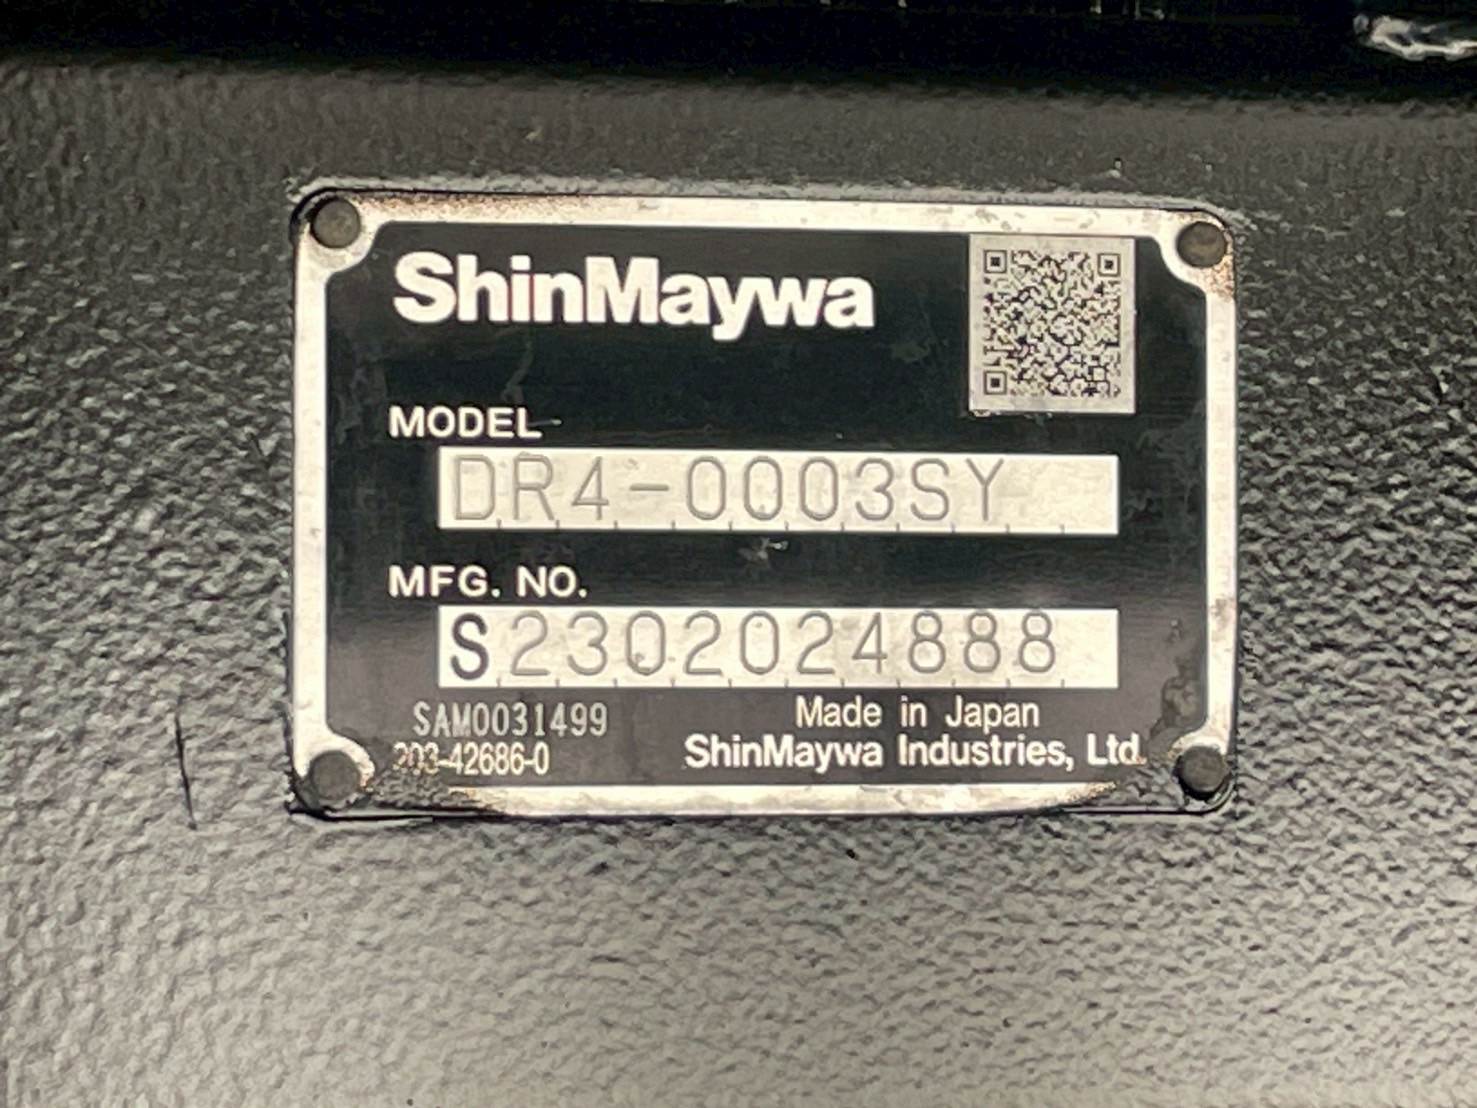 ShinMaywa
MODEL
DR4-0003SY
MFG. NO.
S2302024888
SAM0031499
Made in Japan
203-42686-0
ShinMaywa Industries, Ltd.